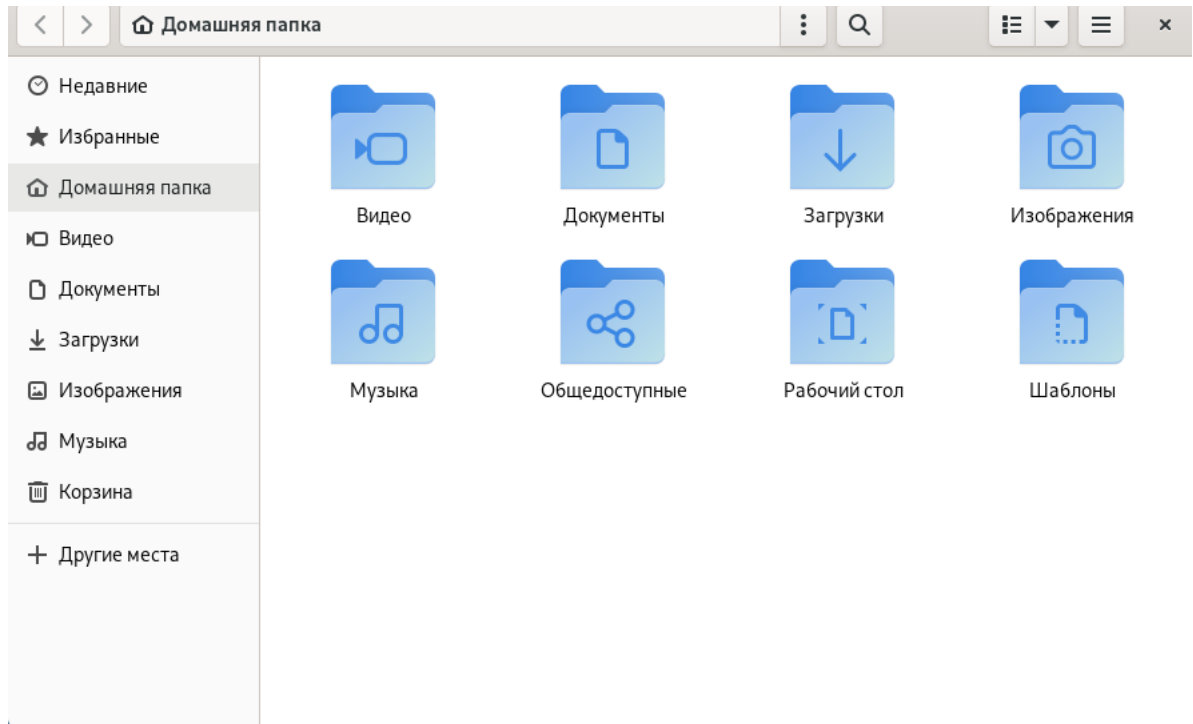 Домашняя папка
Недавние
Избранные
Домашняя папка
Видео
Документы
Загрузки
Изображения
Музыка
Корзина
Другие места
Видео
Документы
Загрузки
Изображения
Музыка
Общедоступные
Рабочий стол
Шаблоны